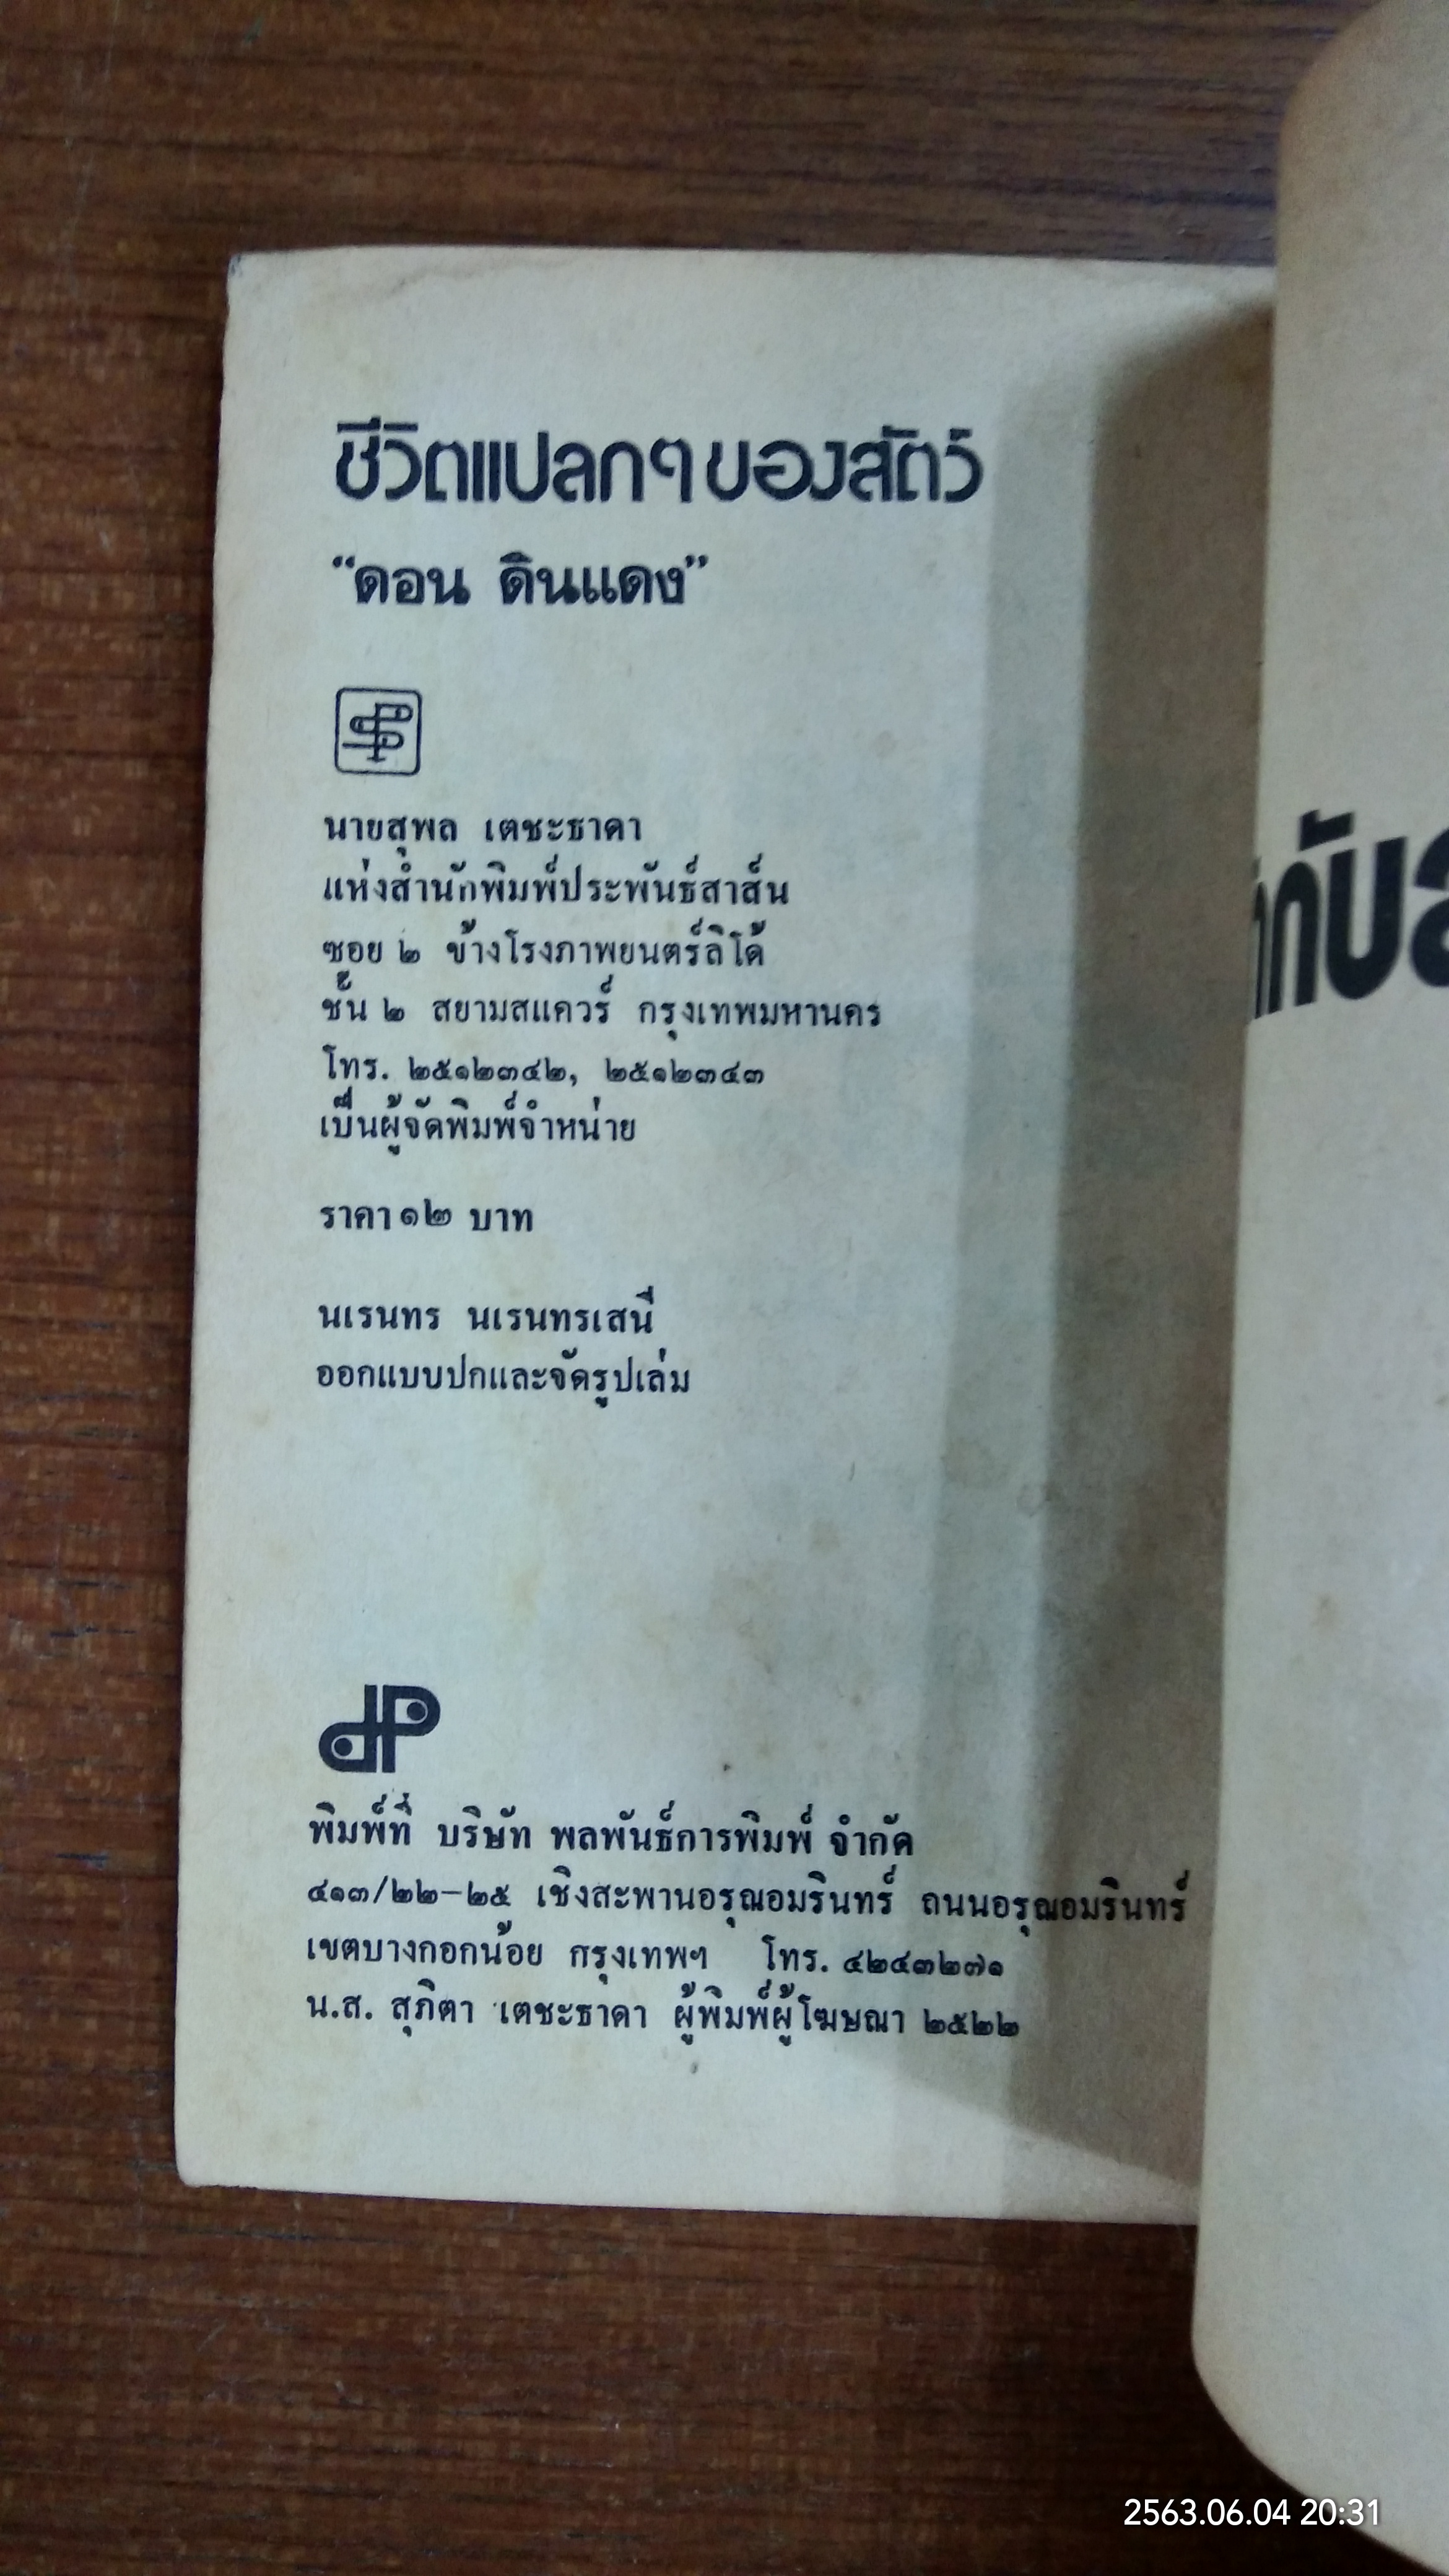 ชีวิตแปลกๆของสัตว์
“ดอน ดินแดง”
นายสุพล เตชะธาดา
แห่งสำนักพิมพ์ประพันธ์สาส์น
ซอย ๒ ข้างโรงภาพยนตร์ลิโด้
ชั้น ๒ สยามสแควร์ กรุงเทพมหานคร
โทร. ๒๕๑๒๓๔๒, ๒๕๑๒๓๔๓
เป็นผู้จัดพิมพ์จำหน่าย
ราคา ๑๒ บาท
นเรนทร นเรนทรเสนี
ออกแบบปกและจัดรูปเล่ม
dP
พิมพ์ที่ บริษัท พลพันธ์การพิมพ์ จำกัด
๔๑๓/๒๒-๒๕ เชิงสะพานอรุณอมรินทร์ ถนนอรุณอมรินทร์
เขตบางกอกน้อย กรุงเทพฯ โทร. ๔๒๔๓๒๗๑
น.ส. สุภิตา เตชะธาดา ผู้พิมพ์ผู้โฆษณา ๒๕๒๒
กับ
2563.06.04 20:31